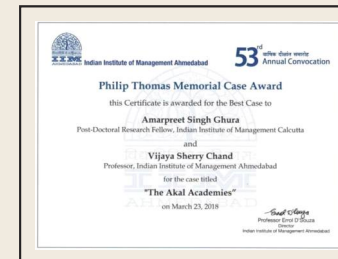 IIMA
Indian Institute of Management Ahmedabad
53rd
वार्षिक दीक्षांत समारोह
Annual Convocation
Philip Thomas Memorial Case Award
this Certificate is awarded for the Best Case to
Amarpreet Singh Ghura
Post-Doctoral Research Fellow, Indian Institute of Management Calcutta
and
Vijaya Sherry Chand
Professor, Indian Institute of Management Ahmedabad
for the case titled
"The Akal Academies"
on March 23, 2018
Professor Errol D'Souza
Director
Indian Institute of Management Ahmedabad